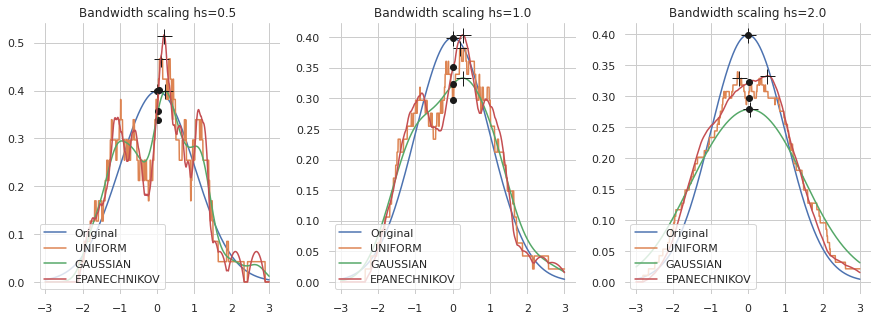 Bandwidth scaling hs=0.5
0.5
0.4
0.3
0.2
0.1
0.0
Original
UNIFORM
GAUSSIAN
EPANECHNIKOV
−3 −2 −1 0 1 2 3
Bandwidth scaling hs=1.0
0.40
0.35
0.30
0.25
0.20
0.15
0.10
0.05
0.00
Original
UNIFORM
GAUSSIAN
EPANECHNIKOV
−3 −2 −1 0 1 2 3
Bandwidth scaling hs=2.0
0.40
0.35
0.30
0.25
0.20
0.15
0.10
0.05
0.00
Original
UNIFORM
GAUSSIAN
EPANECHNIKOV
−3 −2 −1 0 1 2 3